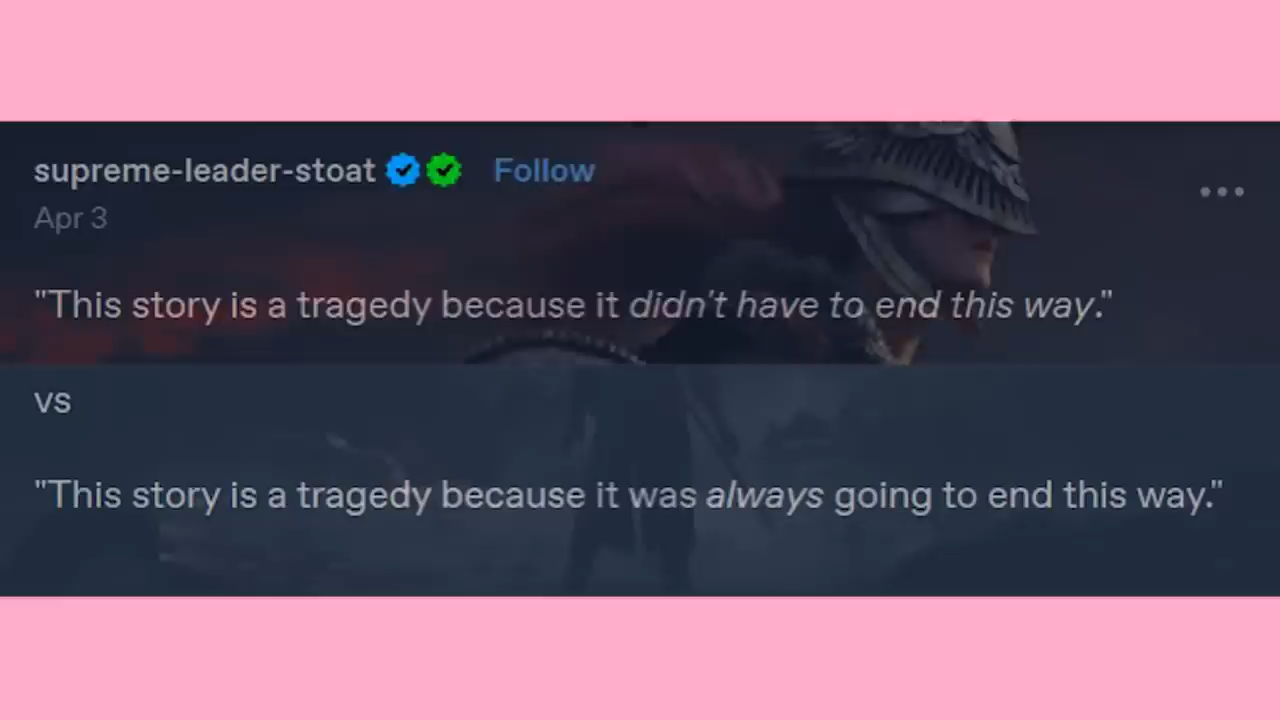 supreme-leader-stoat Follow
Apr 3
"This story is a tragedy because it didn't have to end this way."
vs
"This story is a tragedy because it was always going to end this way."